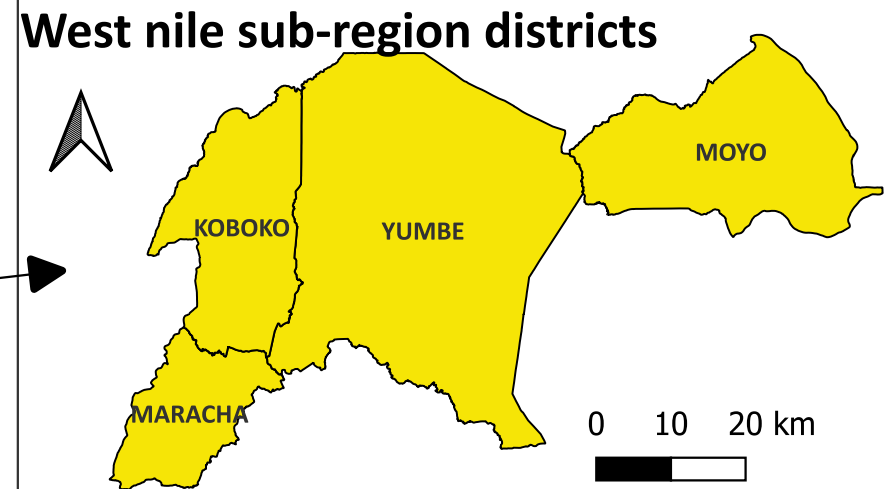 West nile sub-region districts
MOYO
KOBOKO
YUMBE
MARACHA
0 10 20 km